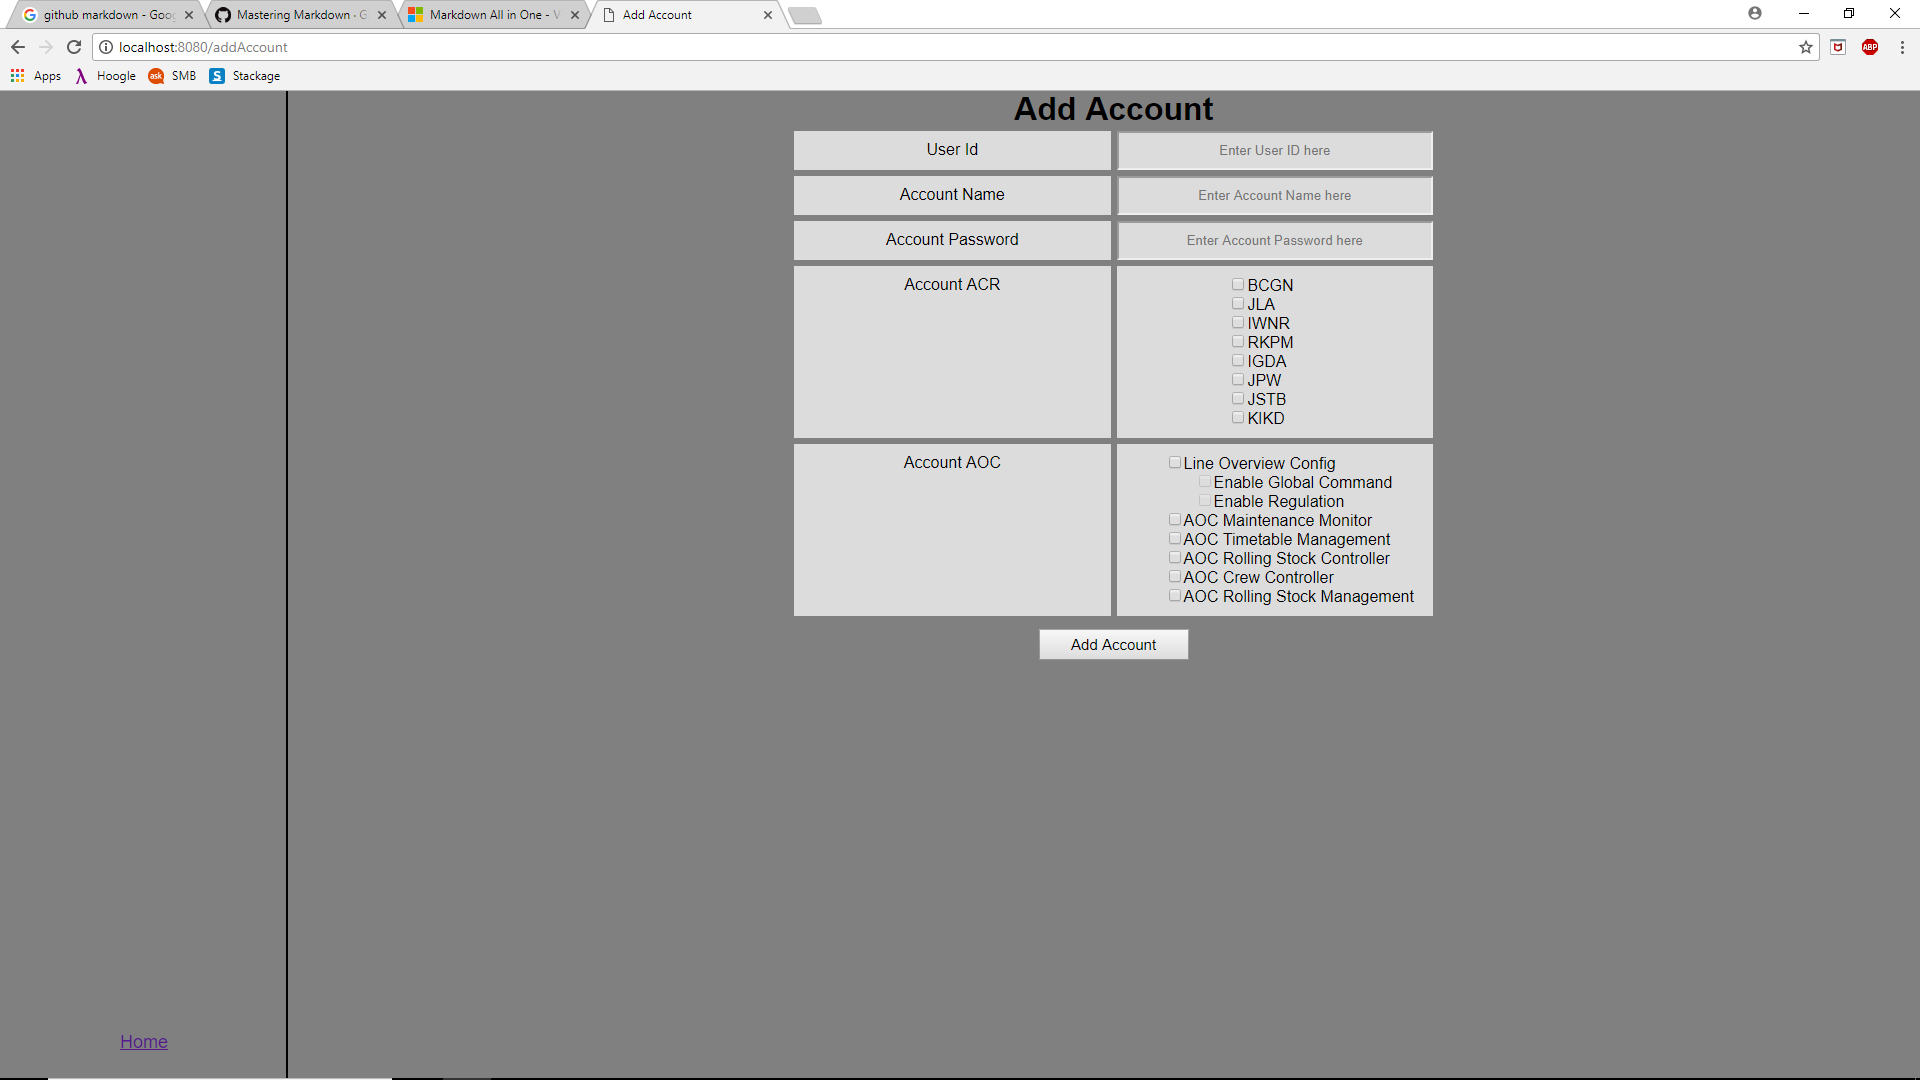 github markdown - Goo
Mastering Markdown · G
Markdown All in One - V
Add Account
localhost:8080/addAccount
ABP
Apps
Hoogle
ask
SMB
S
Stackage
Add Account
User Id
Enter User ID here
Account Name
Enter Account Name here
Account Password
Enter Account Password here
Account ACR
BCGN
JLA
IWNR
RKPM
IGDA
JPW
JSTB
KIKD
Account AOC
Line Overview Config
Enable Global Command
Enable Regulation
AOC Maintenance Monitor
AOC Timetable Management
AOC Rolling Stock Controller
AOC Crew Controller
AOC Rolling Stock Management
Add Account
Home